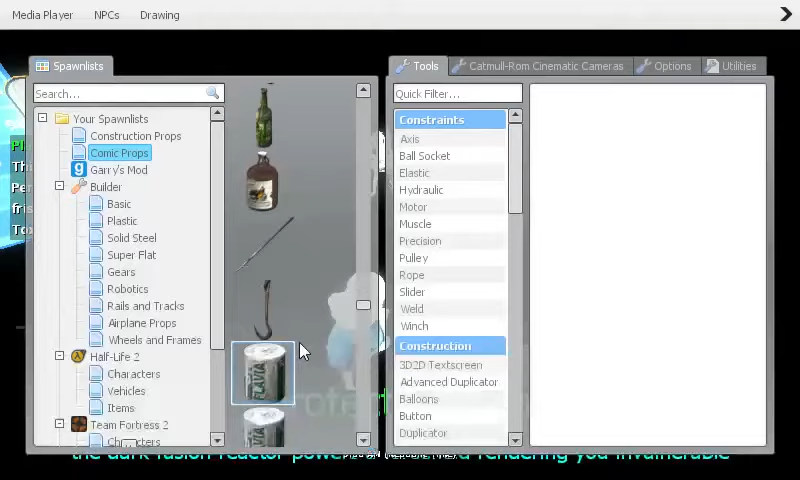 Media Player NPCs Drawing
Spawnlists
Search...
Your Spawnlists
Construction Props
Comic Props
g Garry's Mod
Builder
Basic
Plastic
Solid Steel
Super Flat
Gears
Robotics
Rails and Tracks
Airplane Props
Wheels and Frames
Half-Life 2
Characters
Vehicles
Items
Team Fortress 2
Characters
FLAVIA
Tools Catmull-Rom Cinematic Cameras Options Utilities
Quick Filter...
Constraints
Axis
Ball Socket
Elastic
Hydraulic
Motor
Muscle
Precision
Pulley
Rope
Slider
Weld
Winch
Construction
3D2D Textscreen
Advanced Duplicator
Balloons
Button
Duplicator
the dark fusion reactor rendering you invulnerable